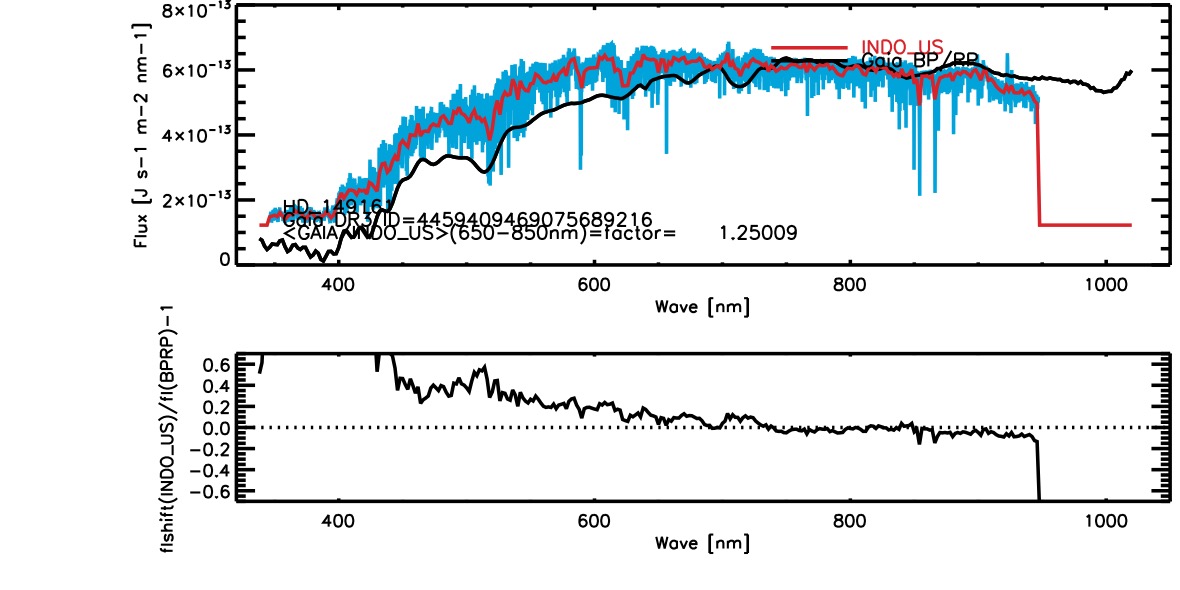 8×10-13
6×10-13
4×10-13
2×10-13
0
Flux [J s-1 m-2 nm-1]
INDO_US
Gaia BP/RP
HD_149161
Gaia DR3/ID=4459409469075689216
<GAIA/INDO_US>(650-850nm)=factor= 1.25009
400 600 800 1000
Wave [nm]
flshift(INDO_US)/fl(BPRP)-1
0.6
0.4
0.2
0.0
-0.2
-0.4
-0.6
400 600 800 1000
Wave [nm]